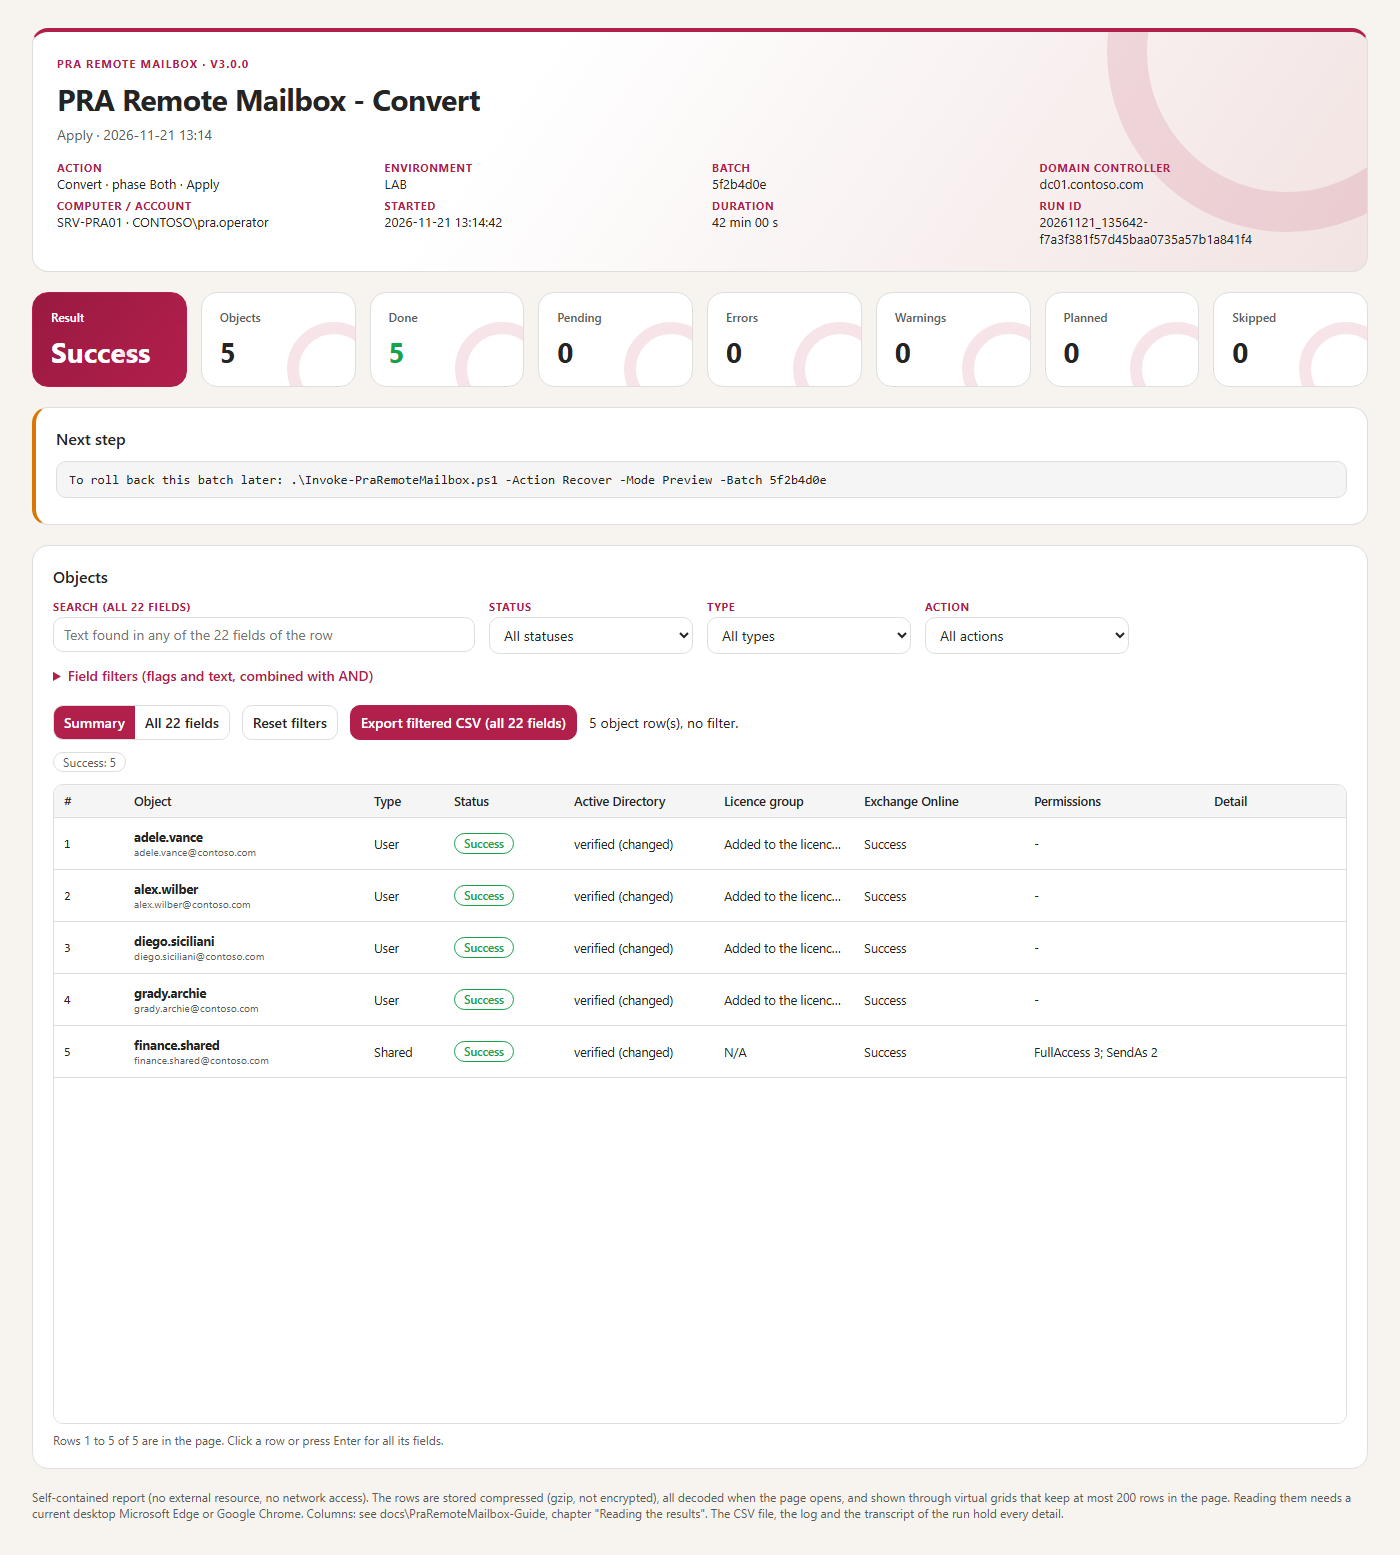 PRA REMOTE MAILBOX · V3.0.0
PRA Remote Mailbox - Convert
Apply · 2026-11-21 13:14
ACTION
Convert · phase Both · Apply
ENVIRONMENT
LAB
BATCH
5f2b4d0e
DOMAIN CONTROLLER
dc01.contoso.com
COMPUTER / ACCOUNT
SRV-PRA01 · CONTOSO\pra.operator
STARTED
2026-11-21 13:14:42
DURATION
42 min 00 s
RUN ID
20261121_135642-
f7a3f381f57d45baa0735a57b1a841f4
Result
Success
Objects
5
Done
5
Pending
0
Errors
0
Warnings
0
Planned
0
Skipped
0
Next step
To roll back this batch later: .\Invoke-PraRemoteMailbox.ps1 -Action Recover -Mode Preview -Batch 5f2b4d0e
Objects
SEARCH (ALL 22 FIELDS)
Text found in any of the 22 fields of the row
STATUS
All statuses
TYPE
All types
ACTION
All actions
Field filters (flags and text, combined with AND)
Summary All 22 fields Reset filters Export filtered CSV (all 22 fields) 5 object row(s), no filter.
Success: 5
# Object Type Status Active Directory Licence group Exchange Online Permissions Detail
1 adele.vance User Success verified (changed) Added to the licenc... Success -
adele.vance@contoso.com
2 alex.wilber User Success verified (changed) Added to the licenc... Success -
alex.wilber@contoso.com
3 diego.siciliani User Success verified (changed) Added to the licenc... Success -
diego.siciliani@contoso.com
4 grady.archie User Success verified (changed) Added to the licenc... Success -
grady.archie@contoso.com
5 finance.shared Shared Success verified (changed) N/A Success FullAccess 3; SendAs 2
finance.shared@contoso.com
Rows 1 to 5 of 5 are in the page. Click a row or press Enter for all its fields.
Self-contained report (no external resource, no network access). The rows are stored compressed (gzip, not encrypted), all decoded when the page opens, and shown through virtual grids that keep at most 200 rows in the page. Reading them needs a
current desktop Microsoft Edge or Google Chrome. Columns: see docs\PraRemoteMailbox-Guide, chapter "Reading the results". The CSV file, the log and the transcript of the run hold every detail.